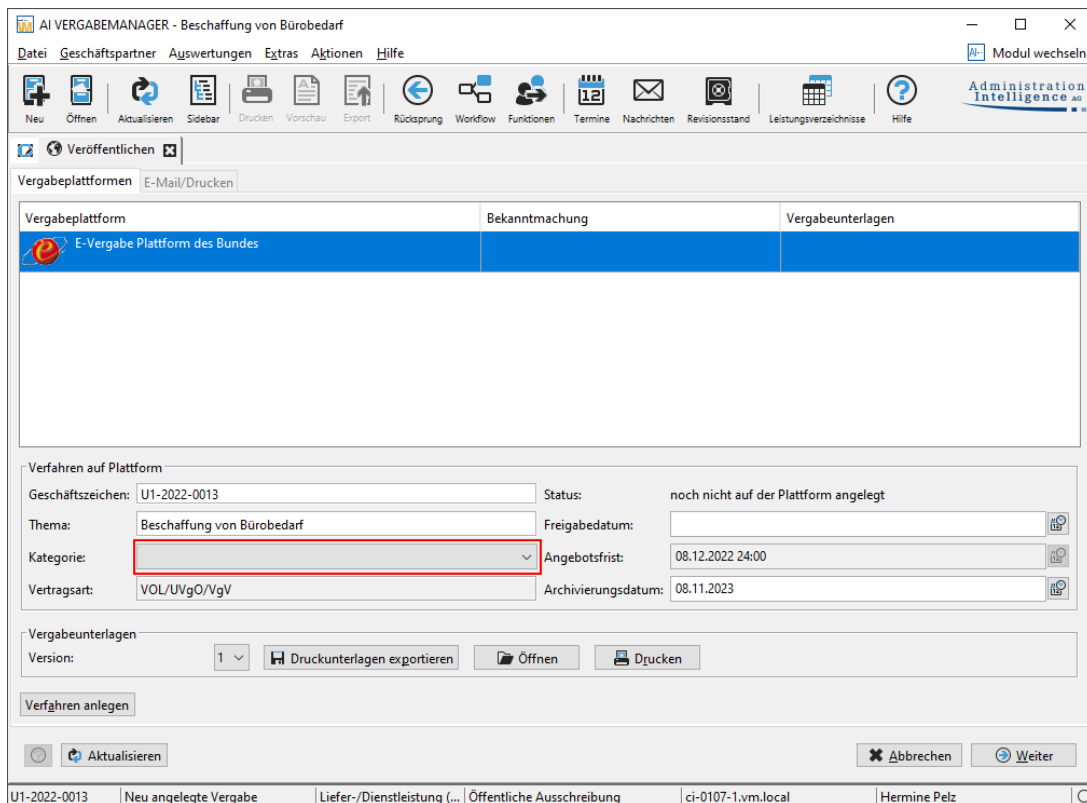 AI VERGABEMANAGER - Beschaffung von Bürobedarf
Datei Geschäftspartner Auswertungen Extras Aktionen Hilfe AI- Modul wechseln
Neu Öffnen Aktualisieren Sidebar Drucken Vorschau Export Rücksprung Workflow Funktionen Termine Nachrichten Revisionsstand Leistungsverzeichnisse Hilfe
Administration
Intelligence AG
Veröffentlichen
Vergabeplattformen E-Mail/Drucken
Vergabeplattform Bekanntmachung Vergabeunterlagen
E-Vergabe Plattform des Bundes
Verfahren auf Plattform
Geschäftszeichen: U1-2022-0013 Status: noch nicht auf der Plattform angelegt
Thema: Beschaffung von Bürobedarf Freigabedatum:
Kategorie: Angebotsfrist: 08.12.2022 24:00
Vertragsart: VOL/UVgO/VgV Archivierungsdatum: 08.11.2023
Vergabeunterlagen
Version: 1 Druckunterlagen exportieren Öffnen Drucken
Verfahren anlegen
Aktualisieren Abbrechen Weiter
U1-2022-0013 Neu angelegte Vergabe Liefer-/Dienstleistung (... Öffentliche Ausschreibung ci-0107-1.vm.local Hermine Pelz